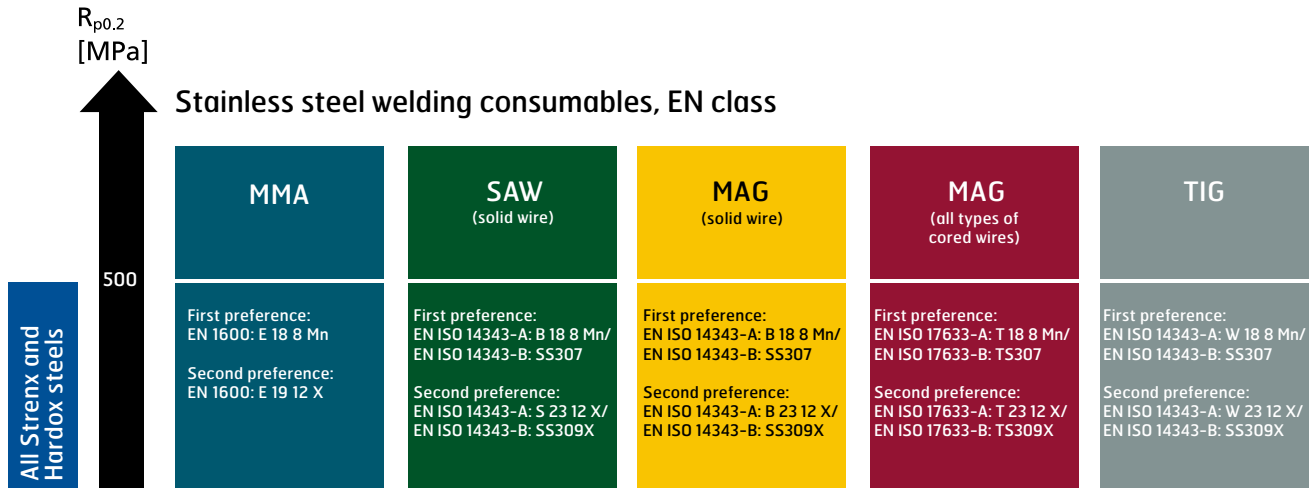 Rp0.2
[MPa]
Stainless steel welding consumables, EN class
MMA
SAW
(solid wire)
MAG
(solid wire)
MAG
(all types of
cored wires)
TIG
500
All Strenx and
Hardox steels
First preference:
EN 1600: E 18 8 Mn
Second preference:
EN 1600: E 19 12 X
First preference:
EN ISO 14343-A: B 18 8 Mn/
EN ISO 14343-B: SS307
Second preference:
EN ISO 14343-A: S 23 12 X/
EN ISO 14343-B: SS309X
First preference:
EN ISO 14343-A: B 18 8 Mn/
EN ISO 14343-B: SS307
Second preference:
EN ISO 14343-A: B 23 12 X/
EN ISO 14343-B: SS309X
First preference:
EN ISO 17633-A: T 18 8 Mn/
EN ISO 17633-B: TS307
Second preference:
EN ISO 17633-A: T 23 12 X/
EN ISO 17633-B: TS309X
First preference:
EN ISO 14343-A: W 18 8 Mn/
EN ISO 14343-B: SS307
Second preference:
EN ISO 14343-A: W 23 12 X/
EN ISO 14343-B: SS309X